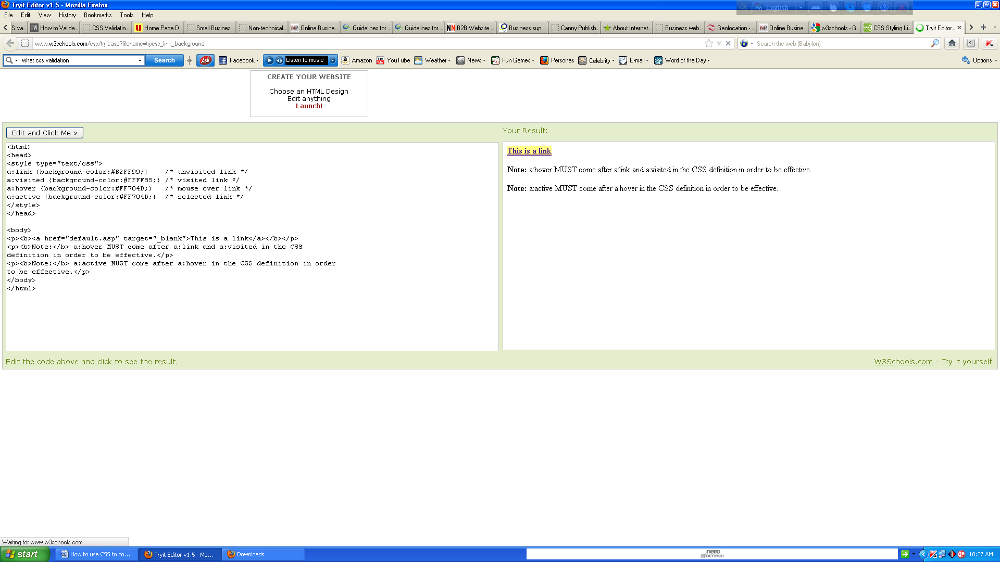 Tryit Editor v1.5 - Mozilla Firefox
English
File Edit View History Bookmarks Tools Help
S va...
How to Valida...
CSS Validatio...
Home Page D...
Small Business...
Non-technical...
Online Busine...
Guidelines for ...
Guidelines for ...
B2B Website ...
Business sup...
Canny Publish...
About Internet...
Business web...
Geolocation - ...
Online Busine...
w3schools - G...
CSS Styling Li...
Tryit Editor...
www.w3schools.com/css/tryit.asp?filename=trycss_link_background
Search the web (Babylon)
what css validation
Search
Ask
Facebook
Listen to music
Amazon
YouTube
Weather
News
Fun Games
Personas
Celebrity
E-mail
Word of the Day
Options
CREATE YOUR WEBSITE
Choose an HTML Design
Edit anything
Launch!
Edit and Click Me »
<html>
<head>
<style type="text/css">
a:link {background-color:#B2FF99;}    /* unvisited link */
a:visited {background-color:#FFFF85;} /* visited link */
a:hover {background-color:#FF704D;}   /* mouse over link */
a:active {background-color:#FF704D;}  /* selected link */
</style>
</head>
<body>
<p><b><a href="default.asp" target="_blank">This is a link</a></b></p>
<p><b>Note:</b> a:hover MUST come after a:link and a:visited in the CSS
definition in order to be effective.</p>
<p><b>Note:</b> a:active MUST come after a:hover in the CSS definition in order
to be effective.</p>
</body>
</html>
Your Result:
This is a link
Note: a:hover MUST come after a:link and a:visited in the CSS definition in order to be effective.
Note: a:active MUST come after a:hover in the CSS definition in order to be effective.
Edit the code above and click to see the result.
W3Schools.com - Try it yourself
Waiting for www.w3schools.com...
start
How to use CSS to co...
Tryit Editor v1.5 - Mo...
Downloads
nero
SEARCH
10:27 AM